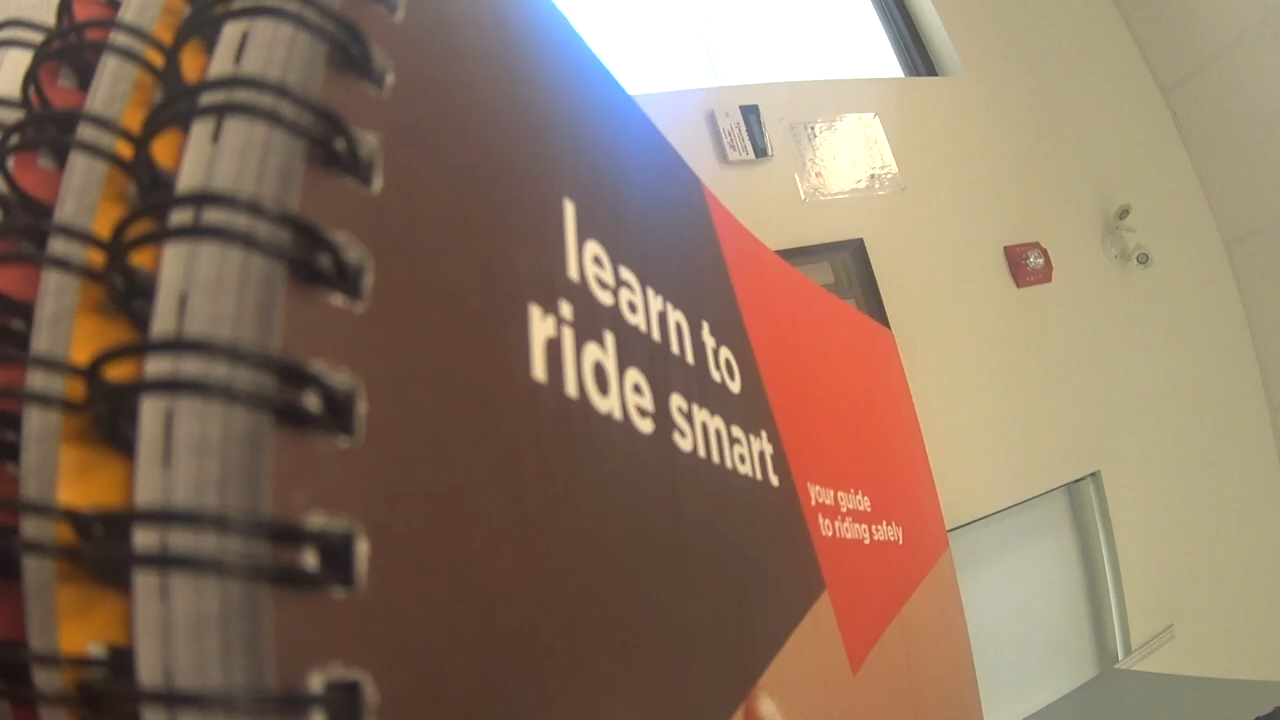 learn to
ride smart
your guide
to riding safely